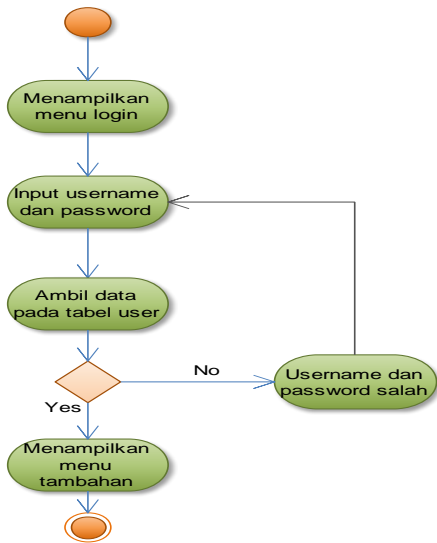 Menampilkan
menu login
Input username
dan password
Ambil data
pada tabel user
No
Username dan
password salah
Yes
Menampilkan
menu
tambahan